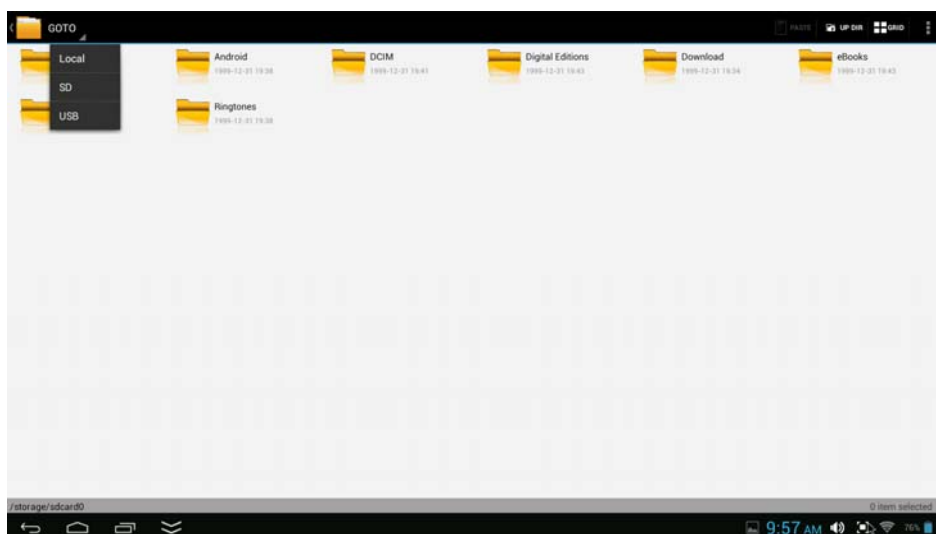 GOTO
PASTE
UP DIR
GRID
Local
SD
USB
Android
1999-12-31 19:38
DCIM
1999-12-31 19:41
Digital Editions
1999-12-31 19:43
Download
1999-12-31 19:34
eBooks
1999-12-31 19:43
Ringtones
1999-12-31 19:38
/storage/sdcard0
0 item selected
9:57 AM
76%